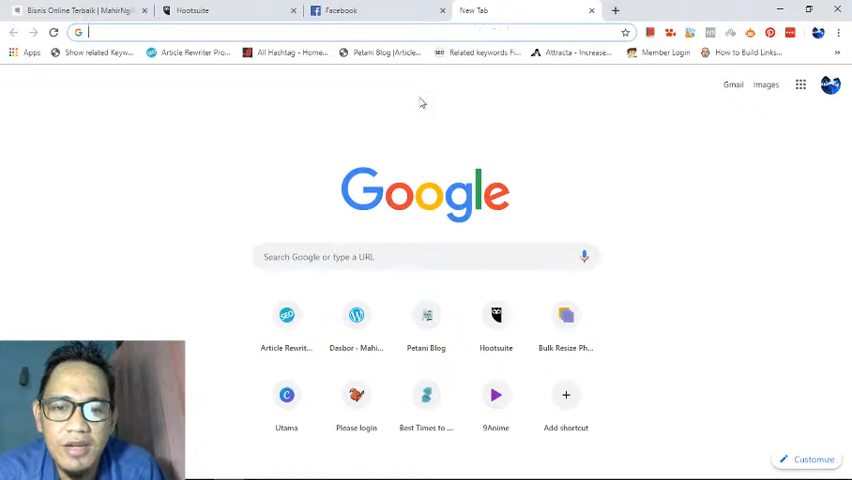 Bisnis Online Terbaik | MahirNgi
Hootsuite
Facebook
New Tab
Apps
Show related Keyw...
Article Rewriter Pro...
All Hashtag - Home...
Petani Blog |Article...
Related keywords Fi...
Attracta - Increase...
Member Login
How to Build Links...
Gmail
Images
Google
Search Google or type a URL
Article Rewrit...
Dasbor - Mahi...
Petani Blog
Hootsuite
Bulk Resize Ph...
Utama
Please login
Best Times to ...
9Anime
Add shortcut
Customize